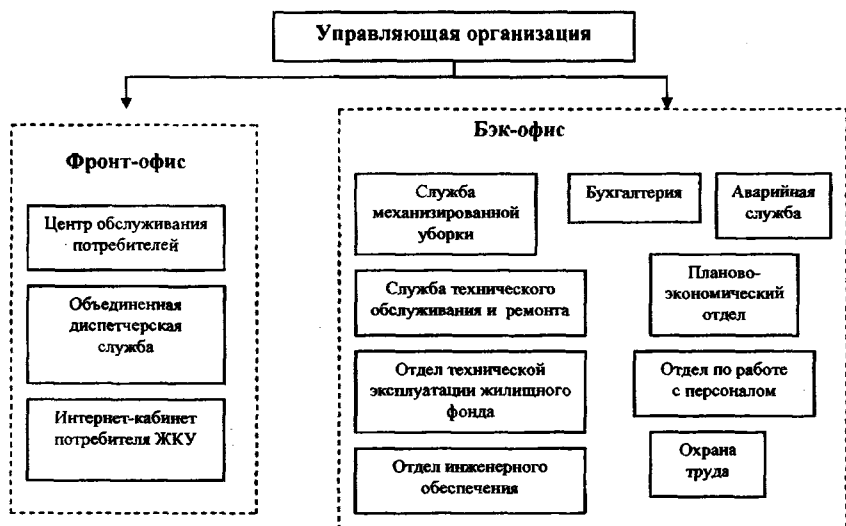 Управляющая организация
Фронт-офис
Центр обслуживания
потребителей
Объединенная
диспетчерская
служба
Интернет-кабинет
потребителя ЖКУ
Бэк-офис
Служба
механизированной
уборки
Бухгалтерия
Аварийная
служба
Служба технического
обслуживания и ремонта
Планово-
экономический
отдел
Отдел технической
эксплуатации жилищного
фонда
Отдел по работе
с персоналом
Отдел инженерного
обеспечения
Охрана
труда